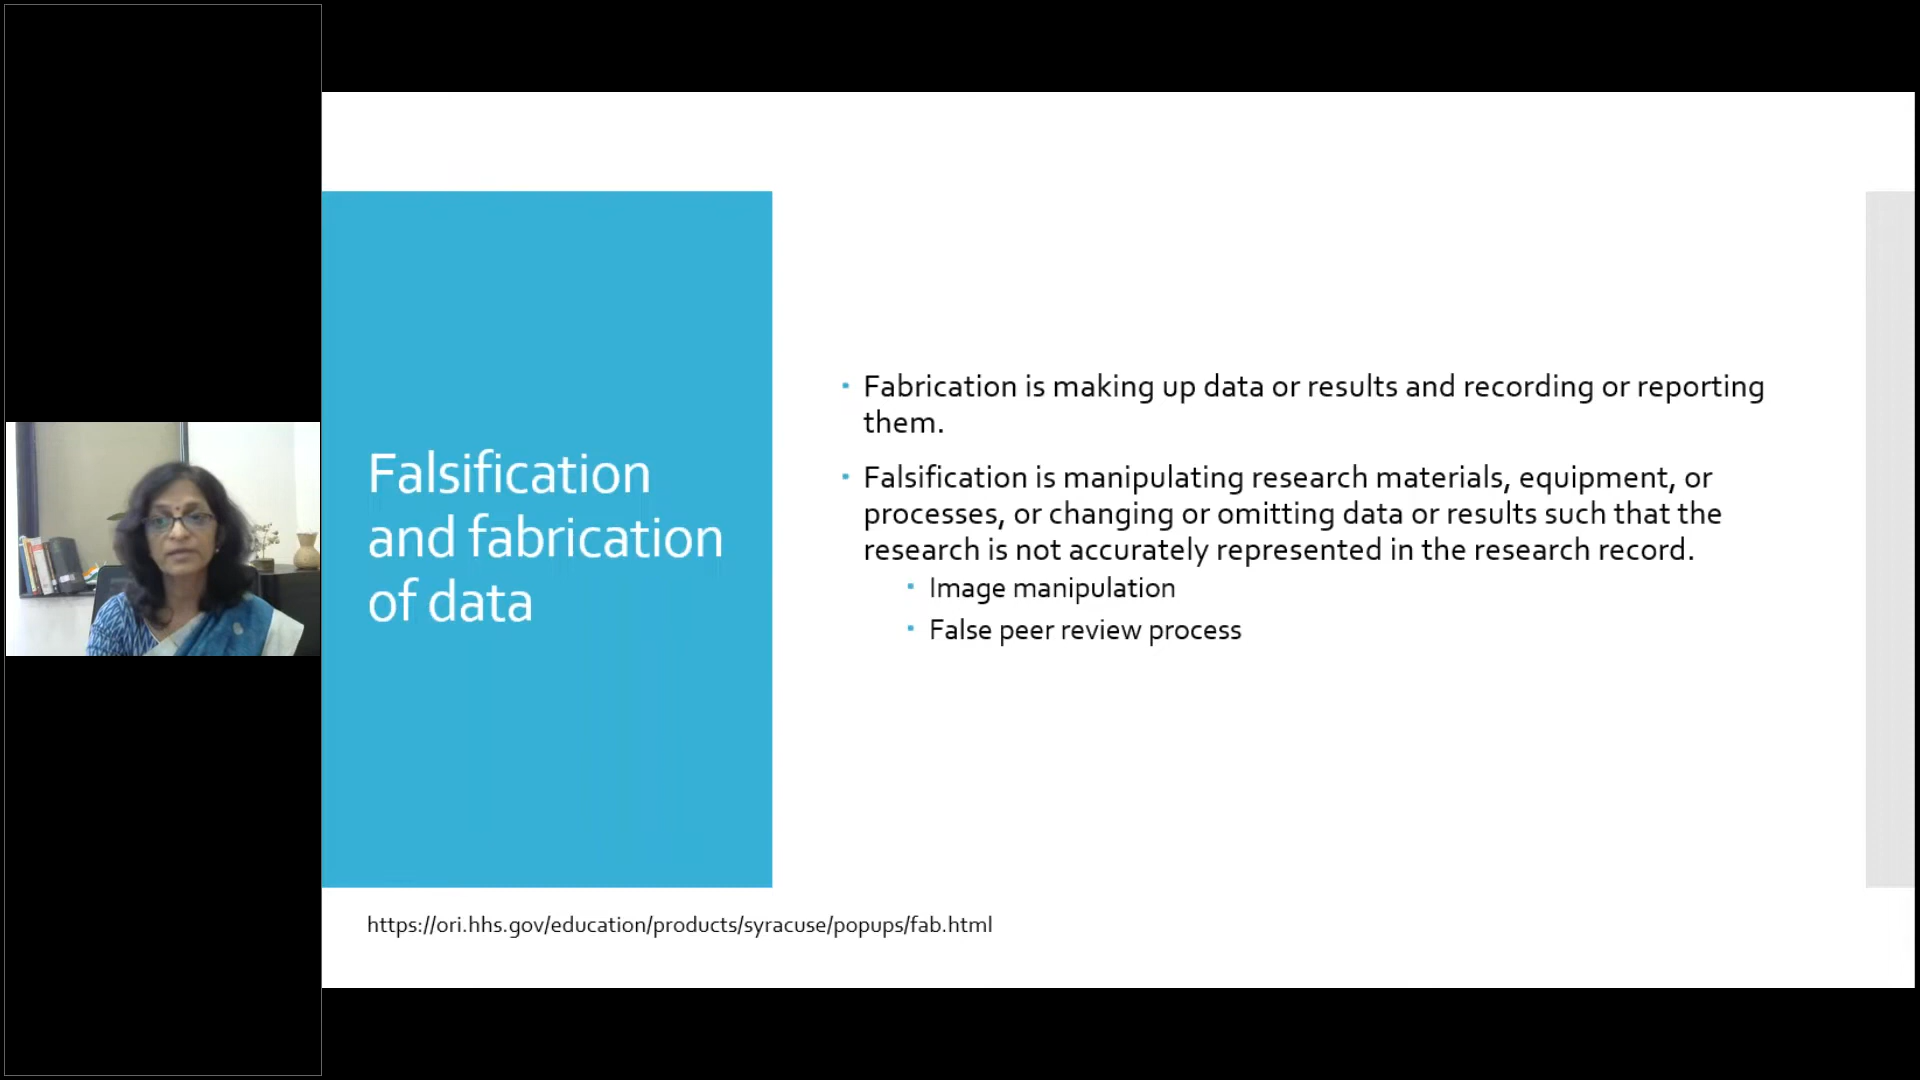 Falsification
and fabrication
of data
Fabrication is making up data or results and recording or reporting
them.
Falsification is manipulating research materials, equipment, or
processes, or changing or omitting data or results such that the
research is not accurately represented in the research record.
Image manipulation
False peer review process
https://ori.hhs.gov/education/products/syracuse/popups/fab.html